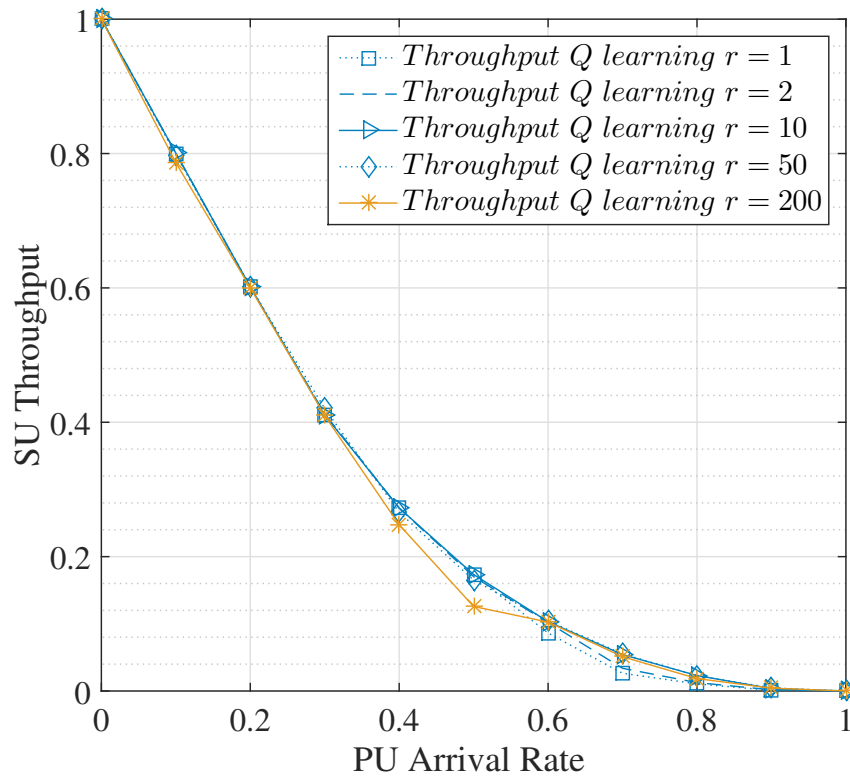 1
0.8
0.6
0.4
0.2
0
SU Throughput
Throughput Q learning r = 1
Throughput Q learning r = 2
Throughput Q learning r = 10
Throughput Q learning r = 50
Throughput Q learning r = 200
0 0.2 0.4 0.6 0.8 1
PU Arrival Rate